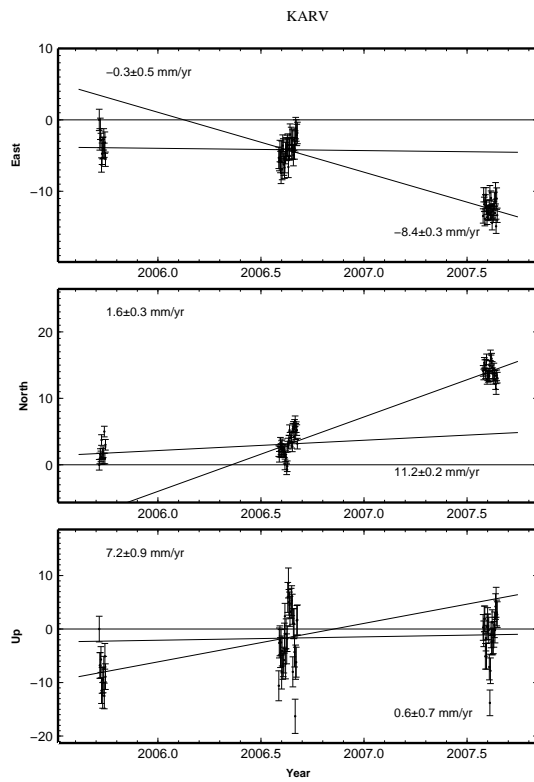 KARV
10
−0.3±0.5 mm/yr
0
East
−10
−8.4±0.3 mm/yr
2006.0 2006.5 2007.0 2007.5
1.6±0.3 mm/yr
20
North
10
0
11.2±0.2 mm/yr
2006.0 2006.5 2007.0 2007.5
7.2±0.9 mm/yr
10
0
Up
−10
0.6±0.7 mm/yr
−20
2006.0 2006.5 2007.0 2007.5
Year